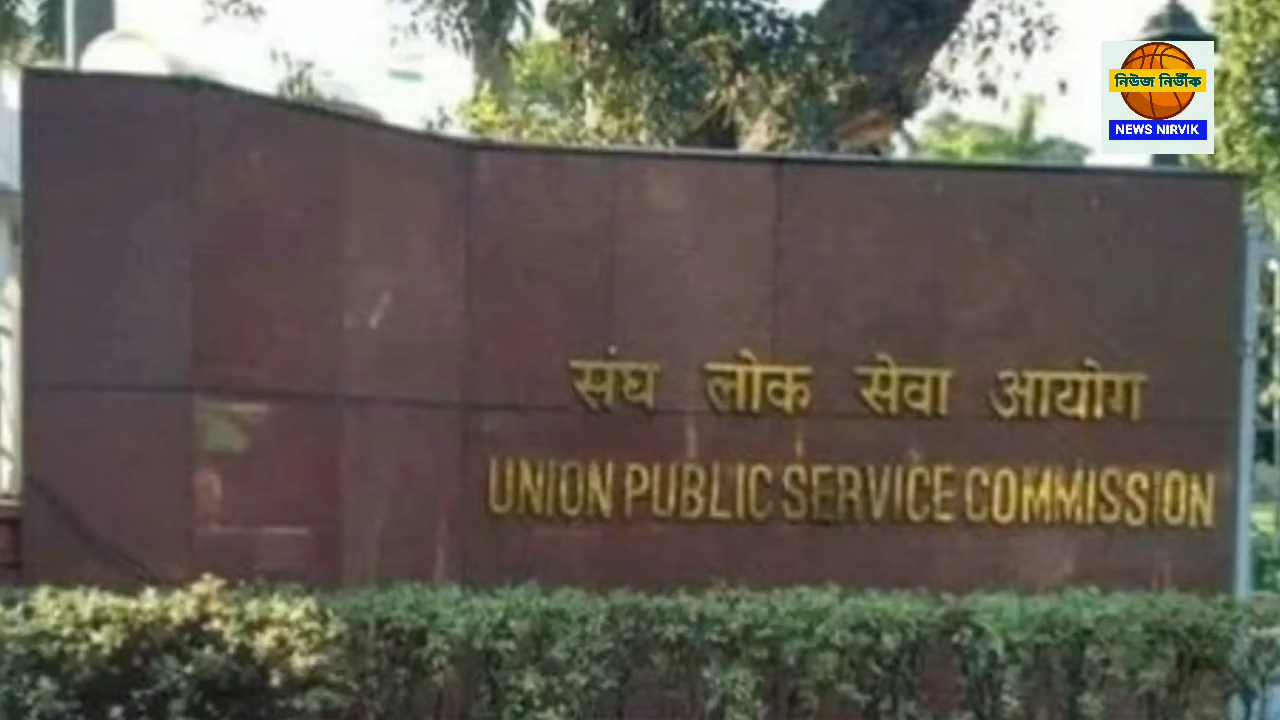 নিউজ নিৰ্ভীক
NEWS NIRVIK
संघ लोक सेवा आयोग
UNION PUBLIC SERVICE COMMISSION